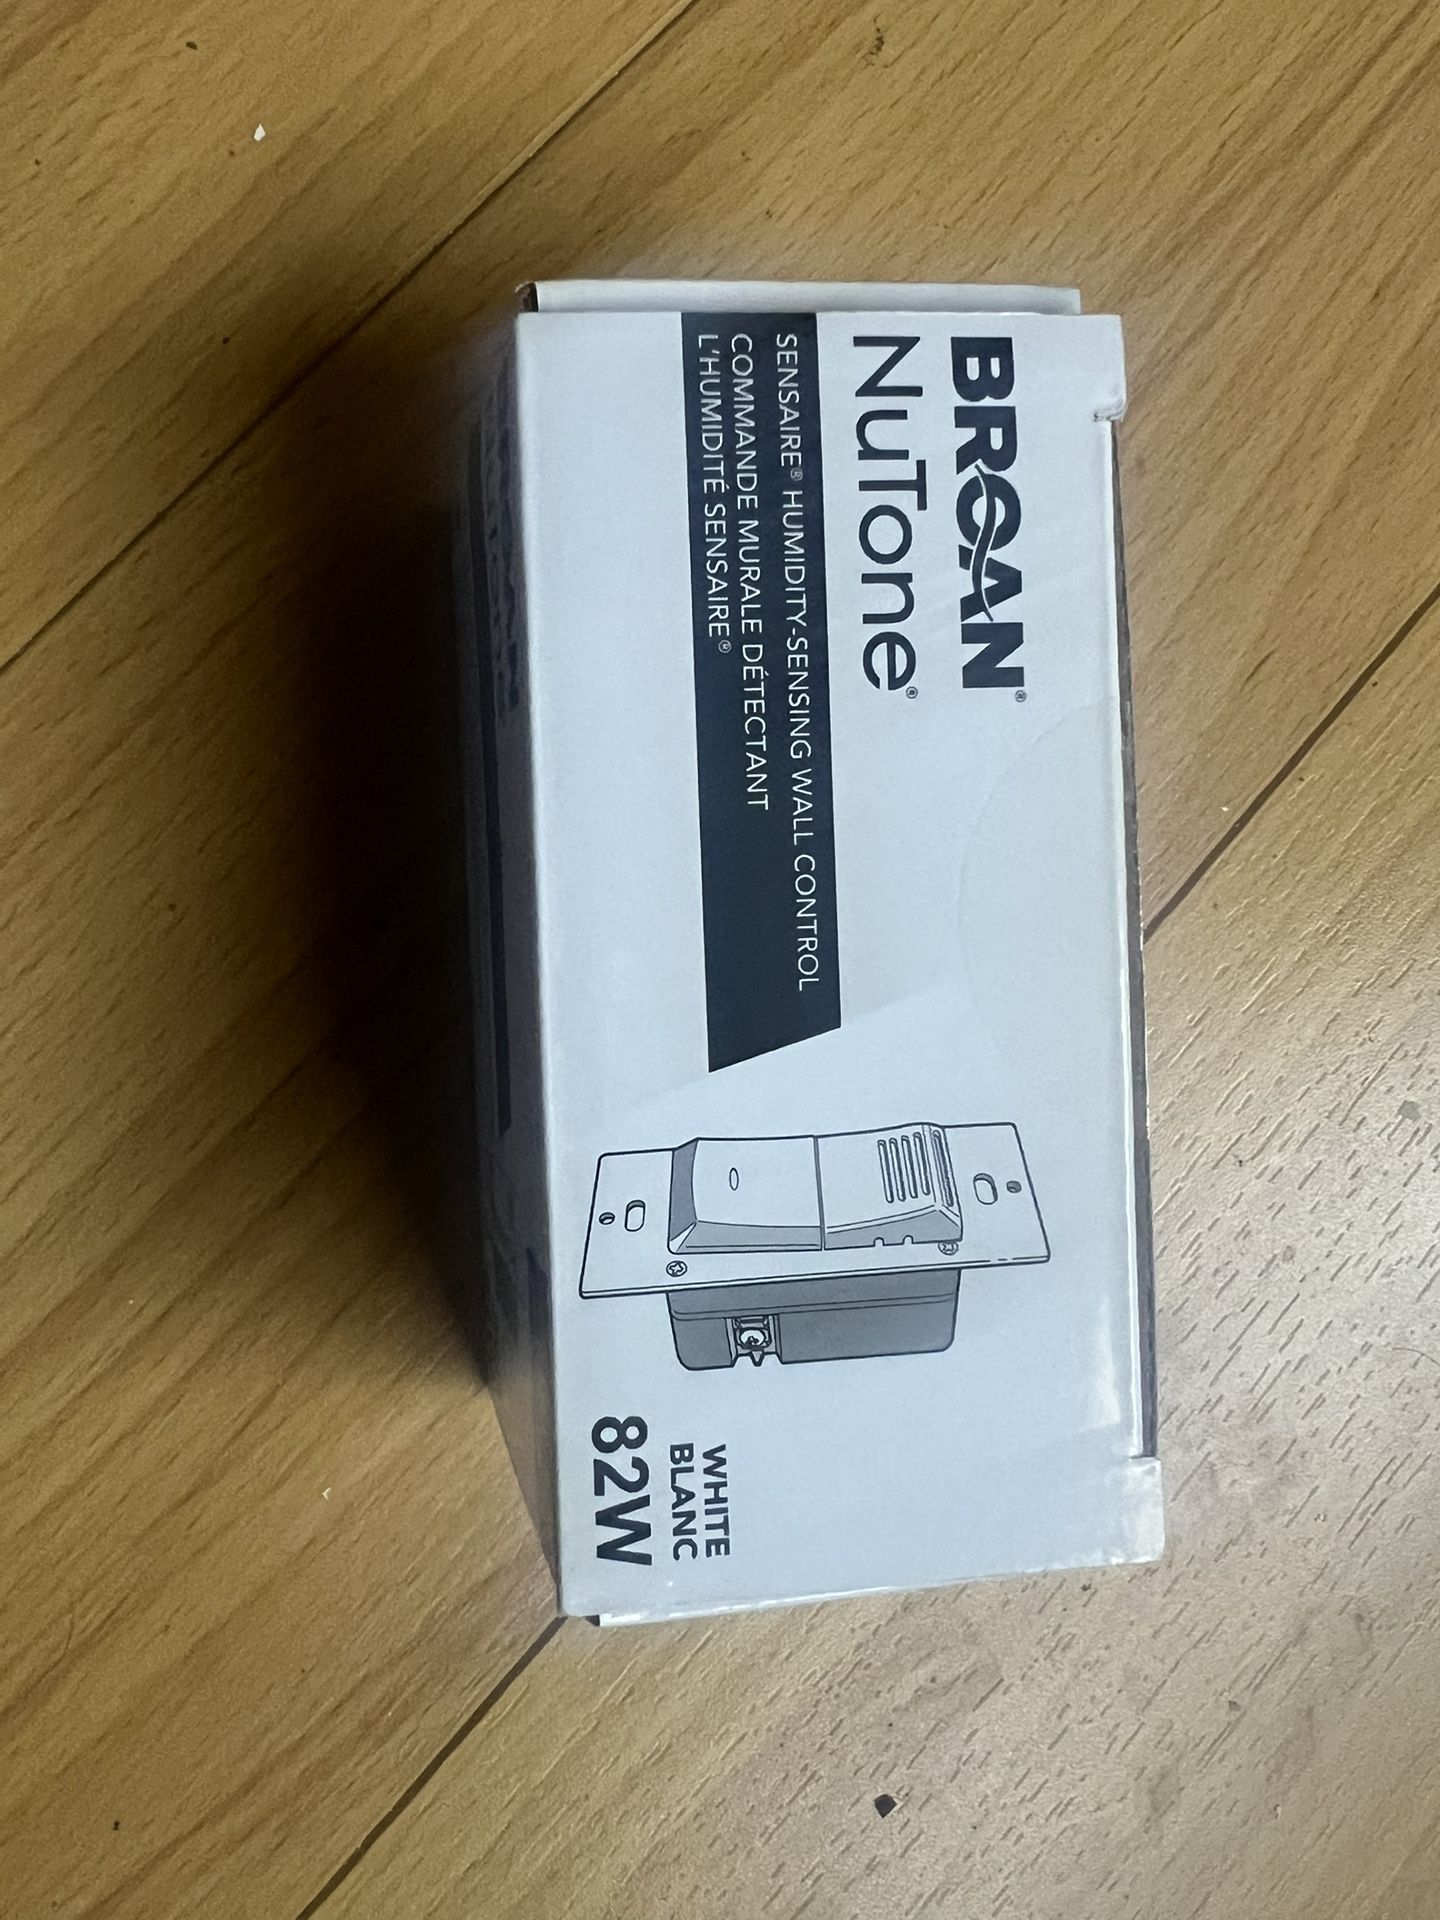 BROAN®
NuTone®
SENSAIRE® HUMIDITY-SENSING WALL CONTROL
COMMANDE MURALE DÉTECTANT
L'HUMIDITÉ SENSAIRE®
WHITE
BLANC
82W